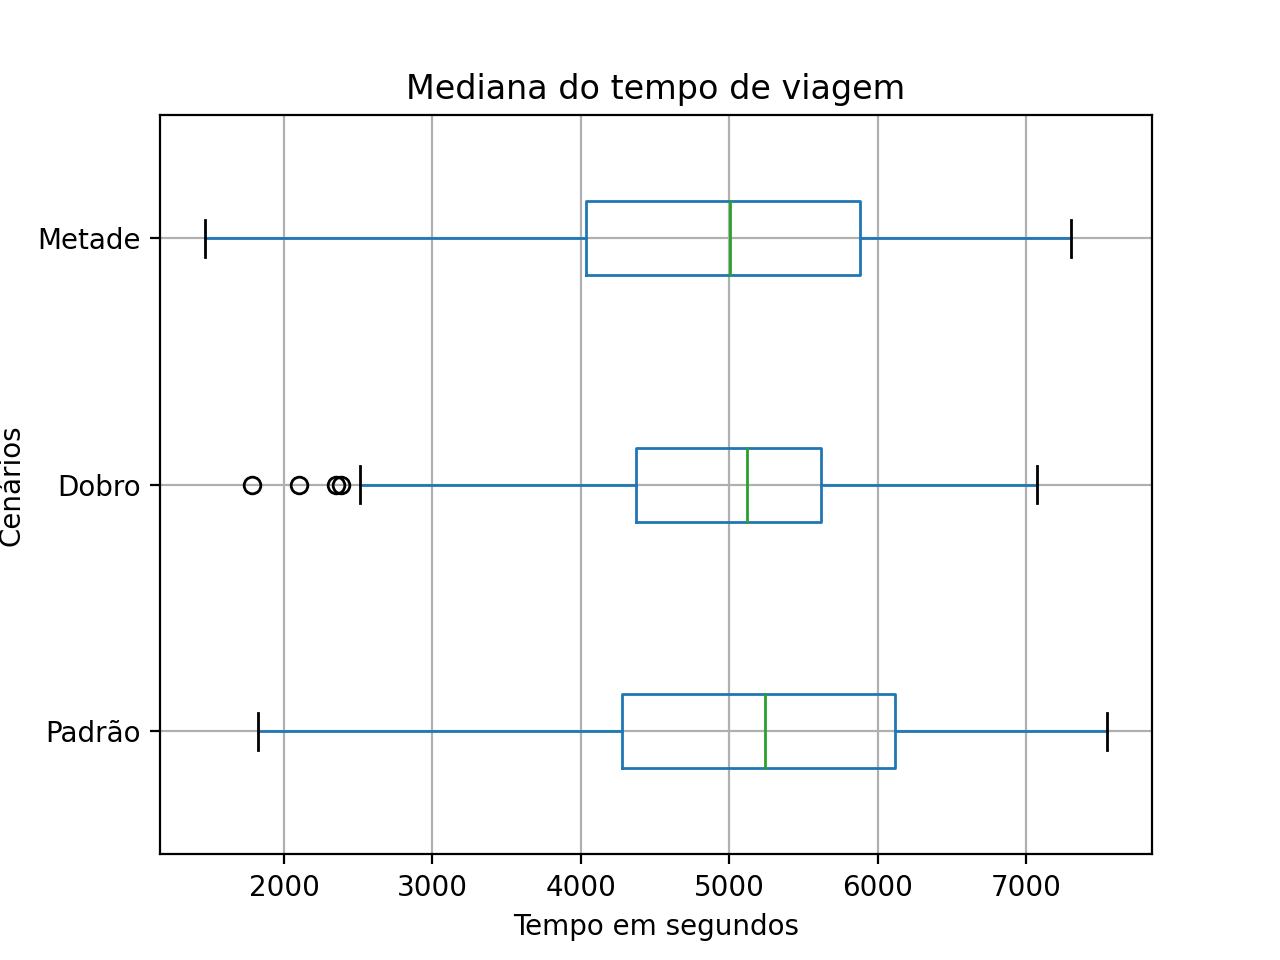 Mediana do tempo de viagem
Metade
Dobro
Padrão
Cenários
2000 3000 4000 5000 6000 7000
Tempo em segundos